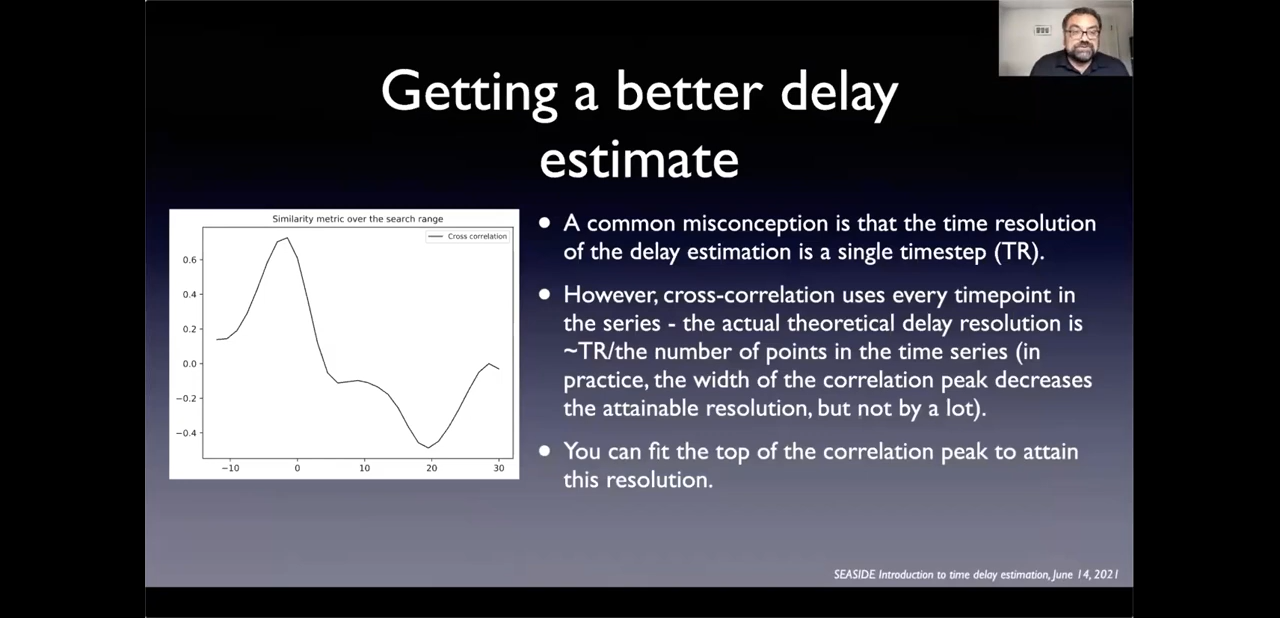 Getting a better delay
estimate
Similarity metric over the search range
Cross correlation
0.6
0.4
0.2
0.0
−0.2
−0.4
−10
0
10
20
30
• A common misconception is that the time resolution
of the delay estimation is a single timestep (TR).
• However, cross-correlation uses every timepoint in
the series - the actual theoretical delay resolution is
~TR/the number of points in the time series (in
practice, the width of the correlation peak decreases
the attainable resolution, but not by a lot).
• You can fit the top of the correlation peak to attain
this resolution.
SEASIDE Introduction to time delay estimation, June 14, 2021